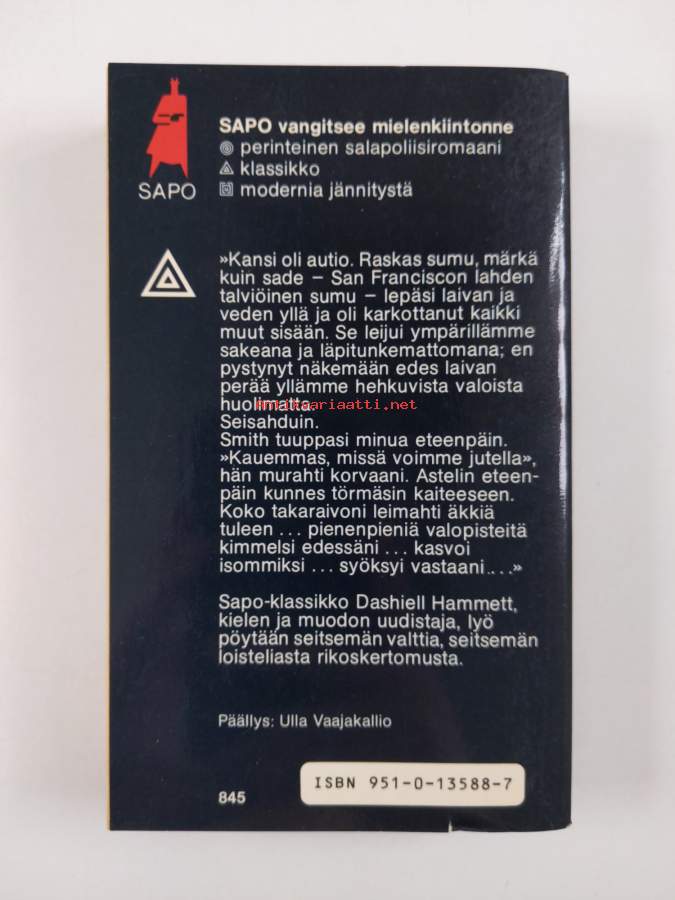 SAPO
SAPO vangitsee mielenkiintonne
perinteinen salapoliisiromaani
klassikko
modernia jännitystä
»Kansi oli autio. Raskas sumu, märkä
kuin sade – San Franciscon lahden
talviöinen sumu – lepäsi laivan ja
veden yllä ja oli karkottanut kaikki
muut sisään. Se leijui ympärillämme
sakeana ja läpitunkemattomana; en
pystynyt näkemään edes laivan
perää yllämme hehkuvista valoista
huolimatta.
Antikvariaatti.net
Seisahduin.
Smith tuuppasi minua eteenpäin.
»Kauemmas, missä voimme jutella»,
hän murahti korvaani. Astelin eteen-
päin kunnes törmäsin kaiteeseen.
Koko takaraivoni leimahti äkkiä
tuleen ... pienenpieniä valopisteitä
kimmelsi edessäni ... kasvoi
isommiksi ... syöksyi vastaani ...»
Sapo-klassikko Dashiell Hammett,
kielen ja muodon uudistaja, lyö
pöytään seitsemän valttia, seitsemän
loisteliasta rikoskertomusta.
Päällys: Ulla Vaajakallio
ISBN 951-0-13588-7
845